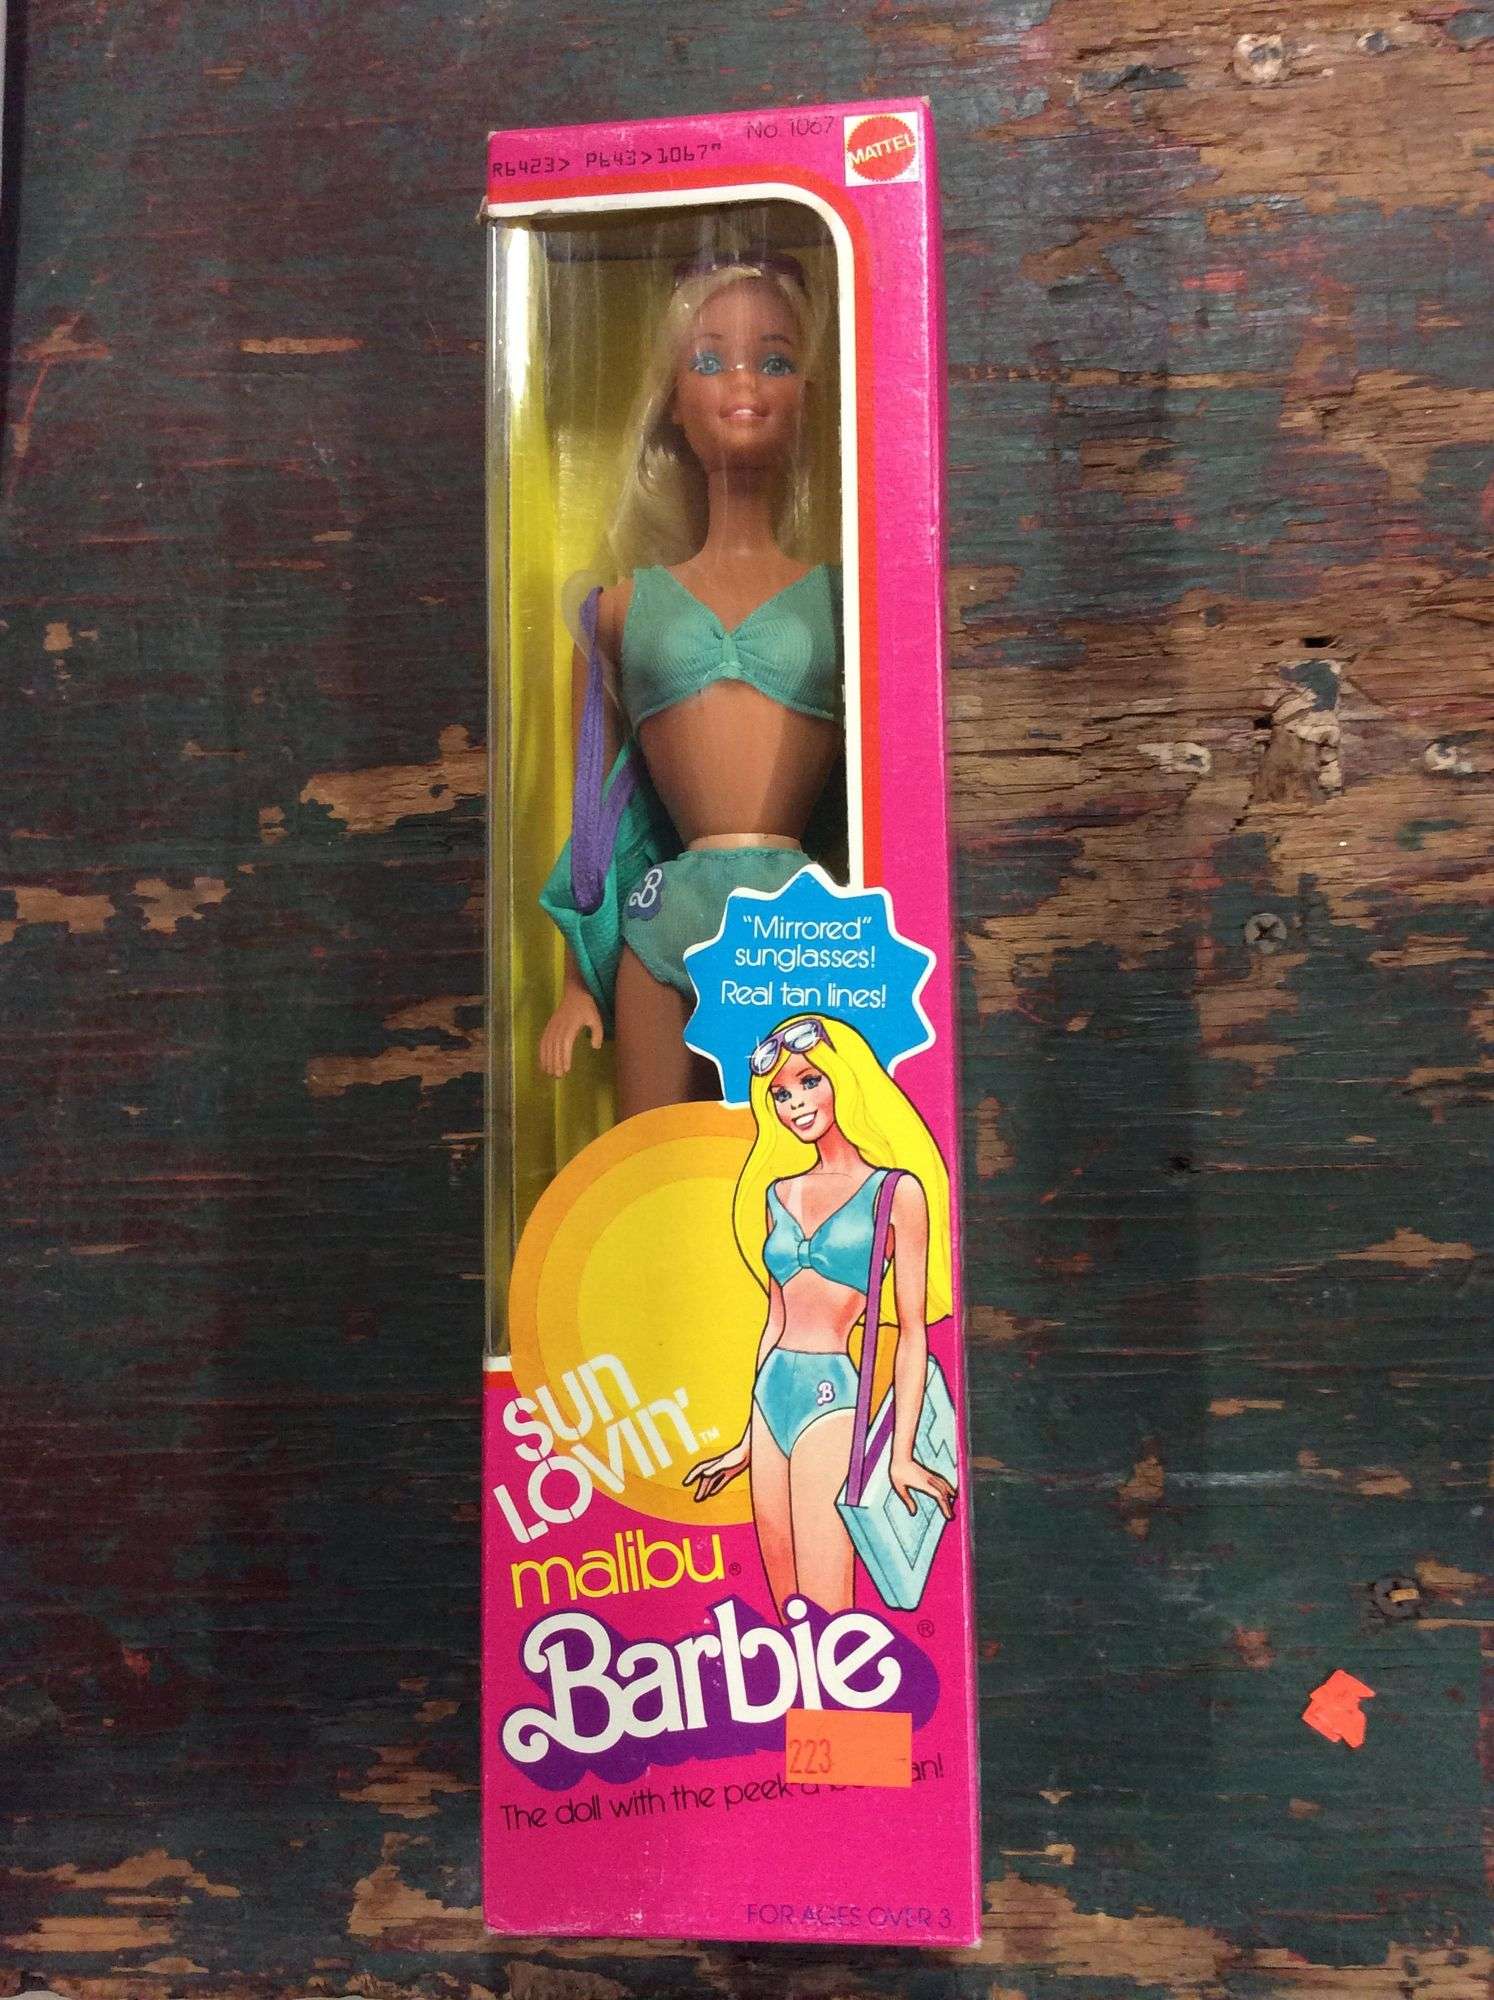 No. 1067
MATTEL
R6423> P643>1067"
B
"Mirrored"
sunglasses!
Real tan lines!
B
SUN
LOVIN'™
malibu®
Barbie®
223
The doll with the peek
FOR AGES OVER 3